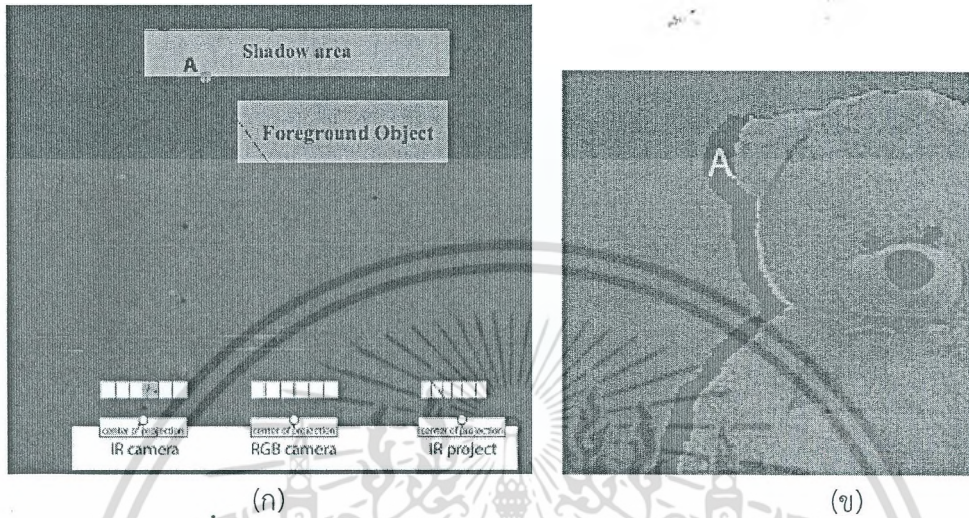 Shadow area
A
Foreground Object
center of projection
center of projection
center of projection
IR camera
RGB camera
IR project
A
(ก)
(ข)